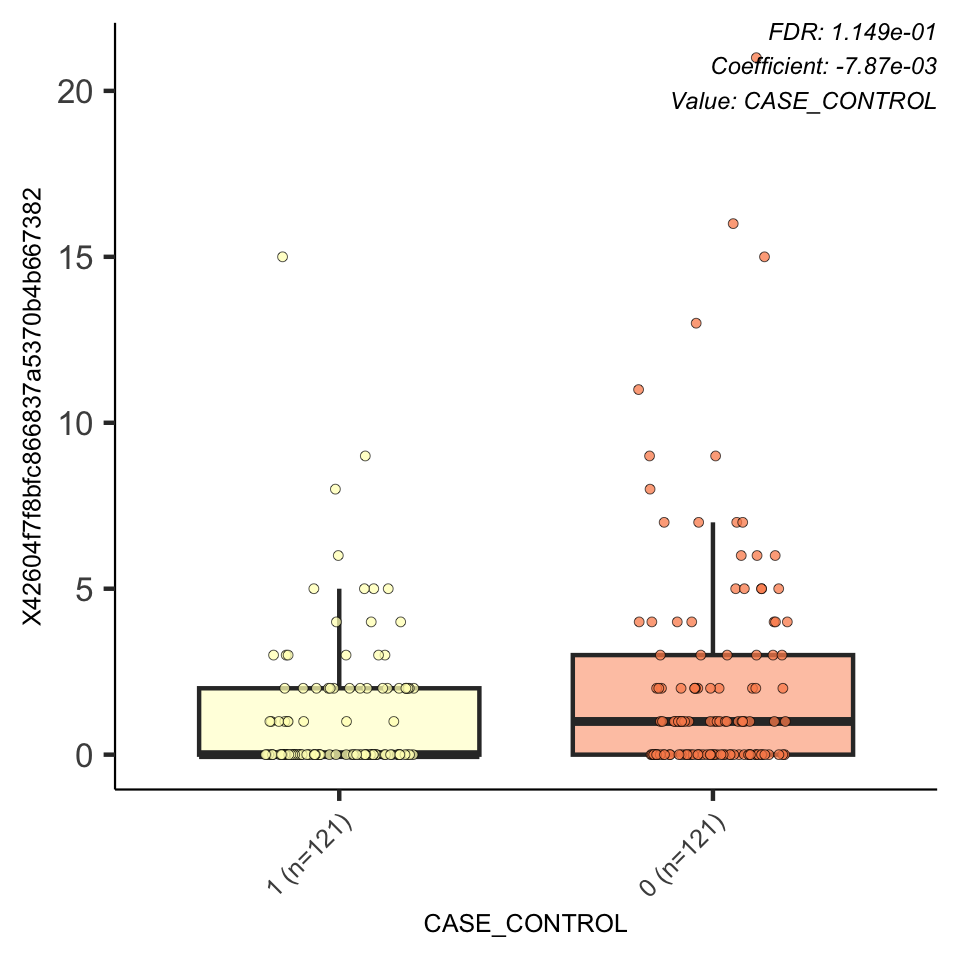 FDR: 1.149e-01
Coefficient: -7.87e-03
Value: CASE_CONTROL
20
15
10
5
0
X42604f7f8bfc866837a5370b4b667382
1 (n=121)
0 (n=121)
CASE_CONTROL